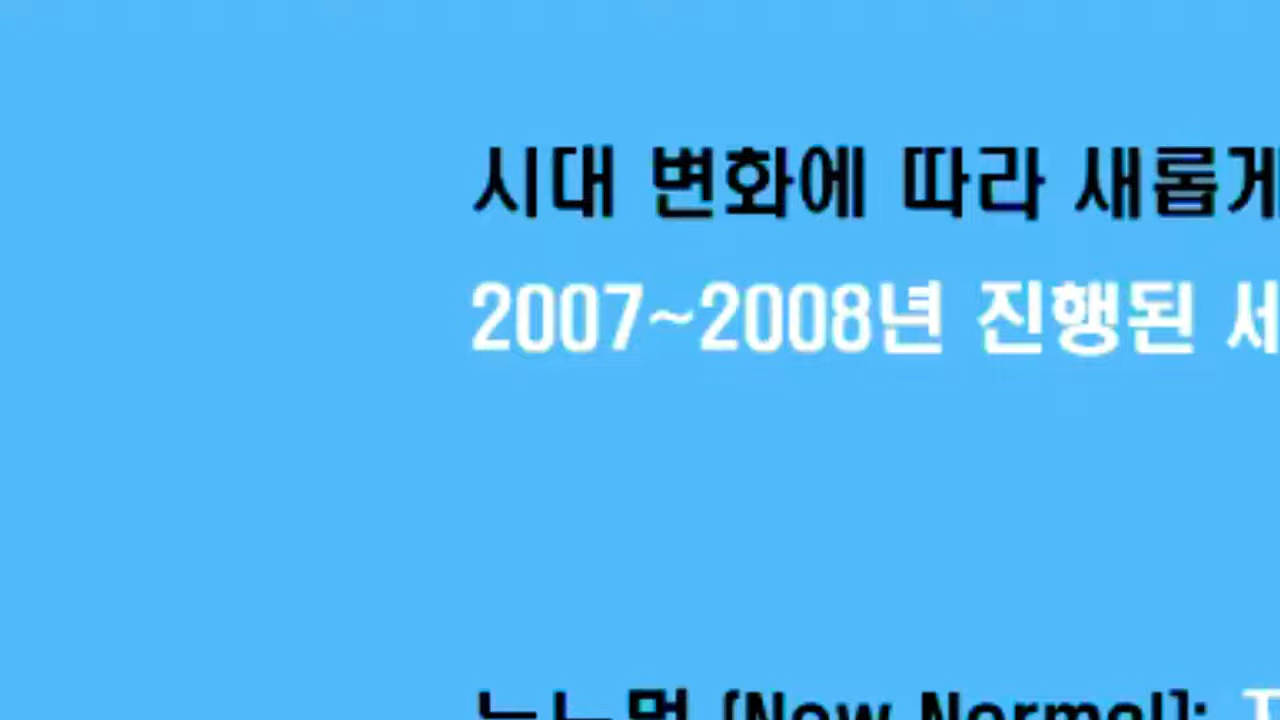 시대 변화에 따라 새롭게
2007~2008년 진행된 세
뉴노멀 [New Normal]: